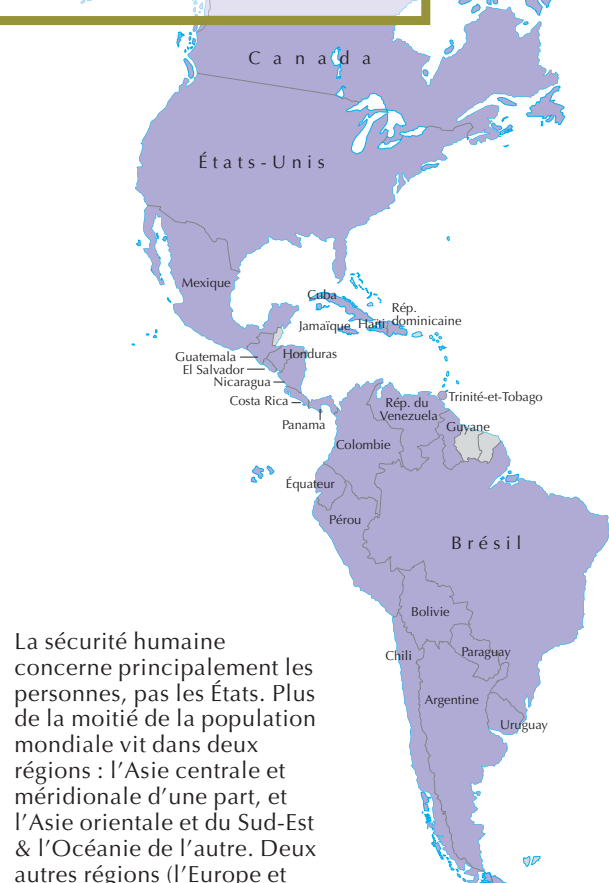 Canada
États-Unis
Mexique
Cuba
Rép.
dominicaine
Jamaïque
Haïti
Guatemala
Honduras
El Salvador
Nicaragua
Costa Rica
Panama
Trinité-et-Tobago
Rép. du
Venezuela
Guyane
Colombie
Équateur
Pérou
Brésil
Bolivie
Chili
Paraguay
Argentine
Uruguay
La sécurité humaine
concerne principalement les
personnes, pas les États. Plus
de la moitié de la population
mondiale vit dans deux
régions : l'Asie centrale et
méridionale d'une part, et
l'Asie orientale et du Sud-Est
& l'Océanie de l'autre. Deux
autres régions (l'Europe et